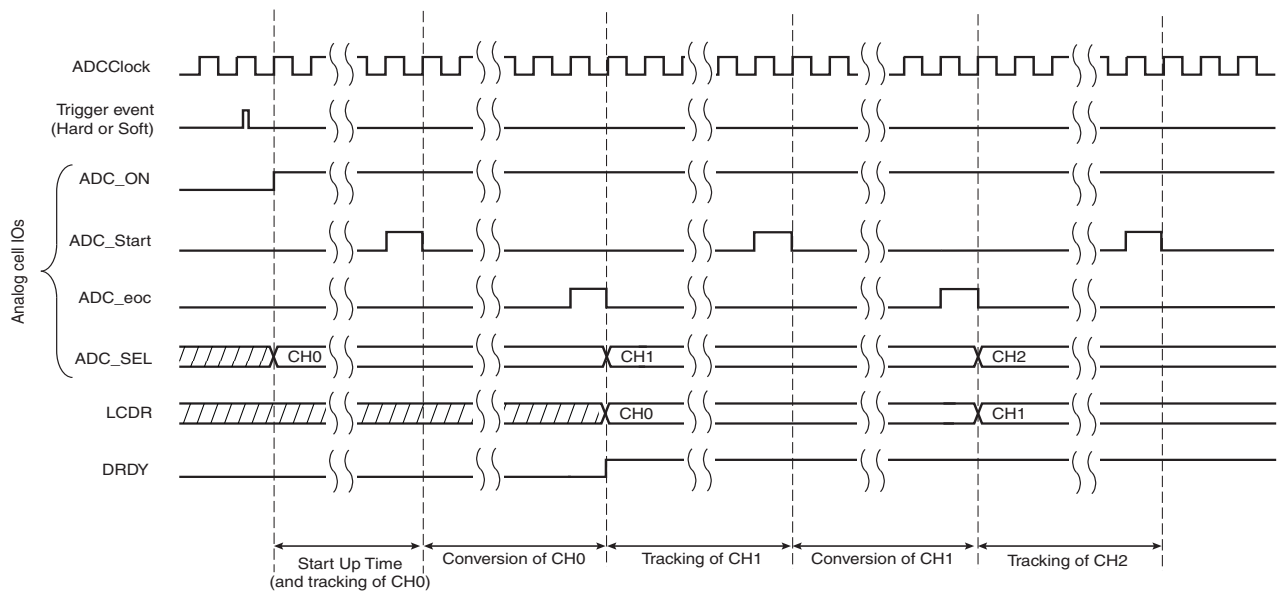 ADCClock
Trigger event
(Hard or Soft)
Analog cell IOs
ADC_ON
ADC_Start
ADC_eoc
ADC_SEL
CH0
CH1
CH2
LCDR
CH0
CH1
DRDY
Start Up Time
(and tracking of CH0)
Conversion of CH0
Tracking of CH1
Conversion of CH1
Tracking of CH2